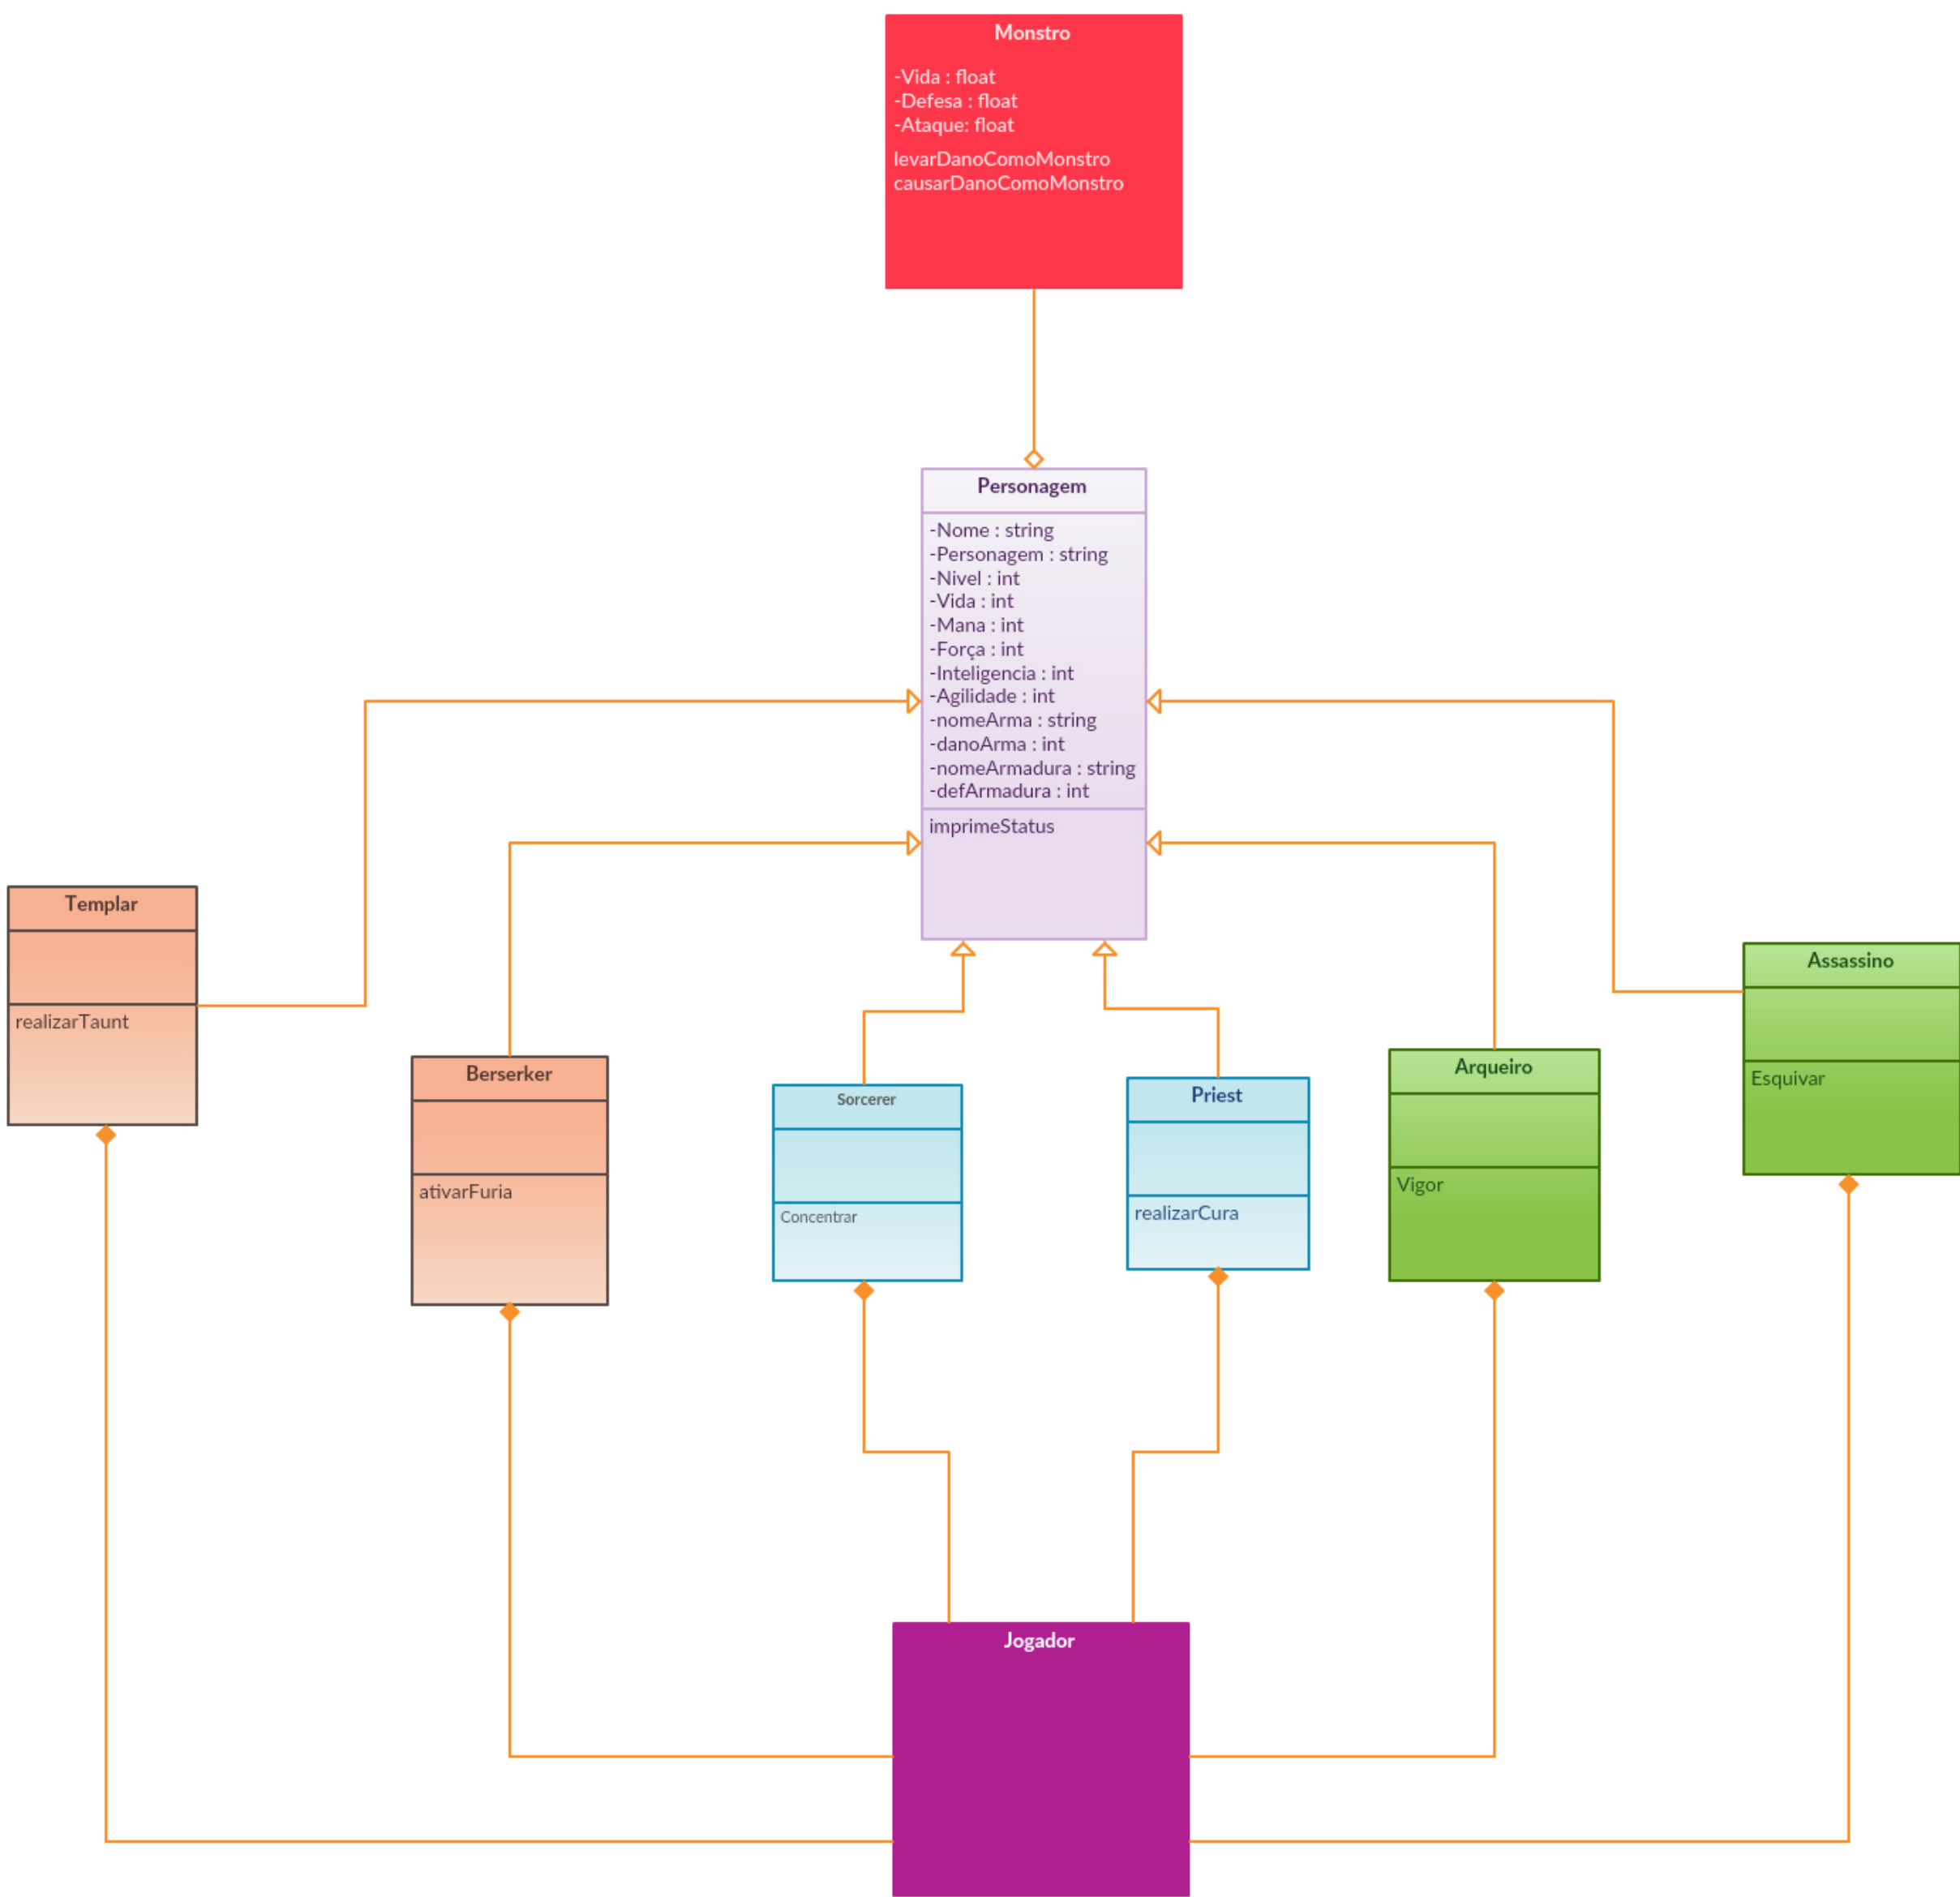 Monstro
-Vida : float
-Defesa : float
-Ataque: float
levarDanoComoMonstro
causarDanoComoMonstro
Personagem
-Nome : string
-Personagem : string
-Nivel : int
-Vida : int
-Mana : int
-Força : int
-Inteligencia : int
-Agilidade : int
-nomeArma : string
-danoArma : int
-nomeArmadura : string
-defArmadura : int
imprimeStatus
Templar
realizarTaunt
Berserker
ativarFuria
Sorcerer
Concentrar
Priest
realizarCura
Arqueiro
Vigor
Assassino
Esquivar
Jogador